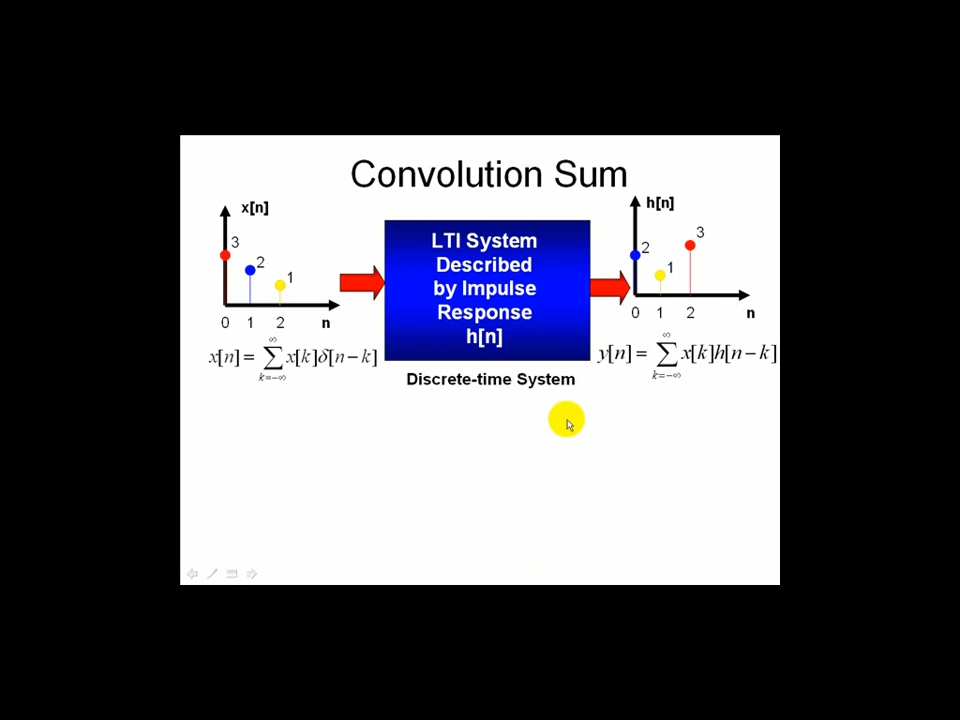 Convolution Sum
x[n]
3
2
1
0 1 2 n
x[n] = ∑ x[k]δ[n − k]
k=−∞
∞
LTI System
Described
by Impulse
Response
h[n]
Discrete-time System
h[n]
2
1
3
0 1 2 n
∞
y[n] = ∑ x[k]h[n − k]
k=−∞